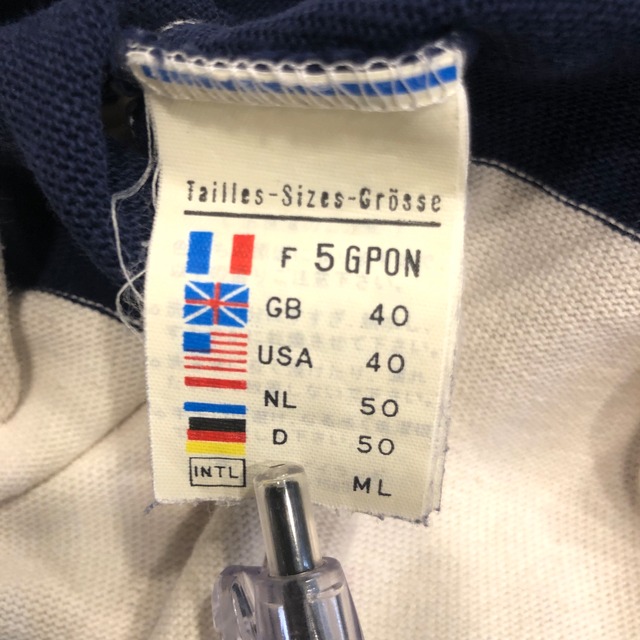 Tailles-Sizes-Grösse
F 5 GPON
GB 40
USA 40
NL 50
D 50
INTL ML